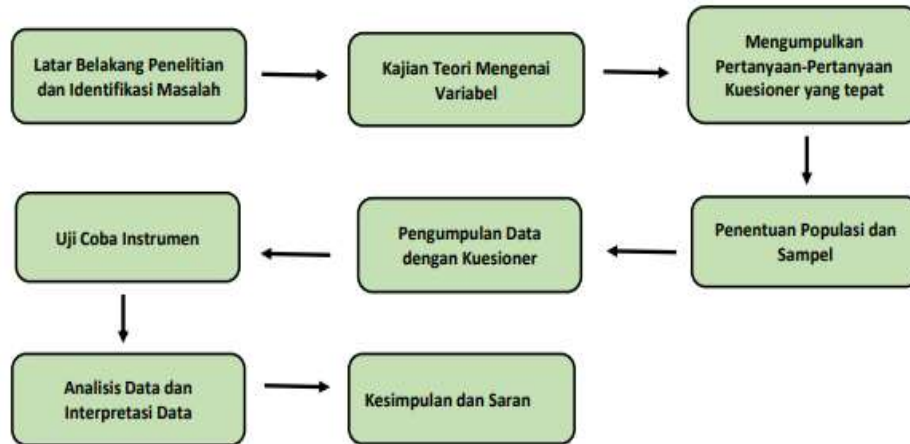 Latar Belakang Penelitian
dan Identifikasi Masalah
Kajian Teori Mengenai
Variabel
Mengumpulkan
Pertanyaan-Pertanyaan
Kuesioner yang tepat
Penentuan Populasi dan
Sampel
Pengumpulan Data
dengan Kuesioner
Uji Coba Instrumen
Analisis Data dan
Interpretasi Data
Kesimpulan dan Saran